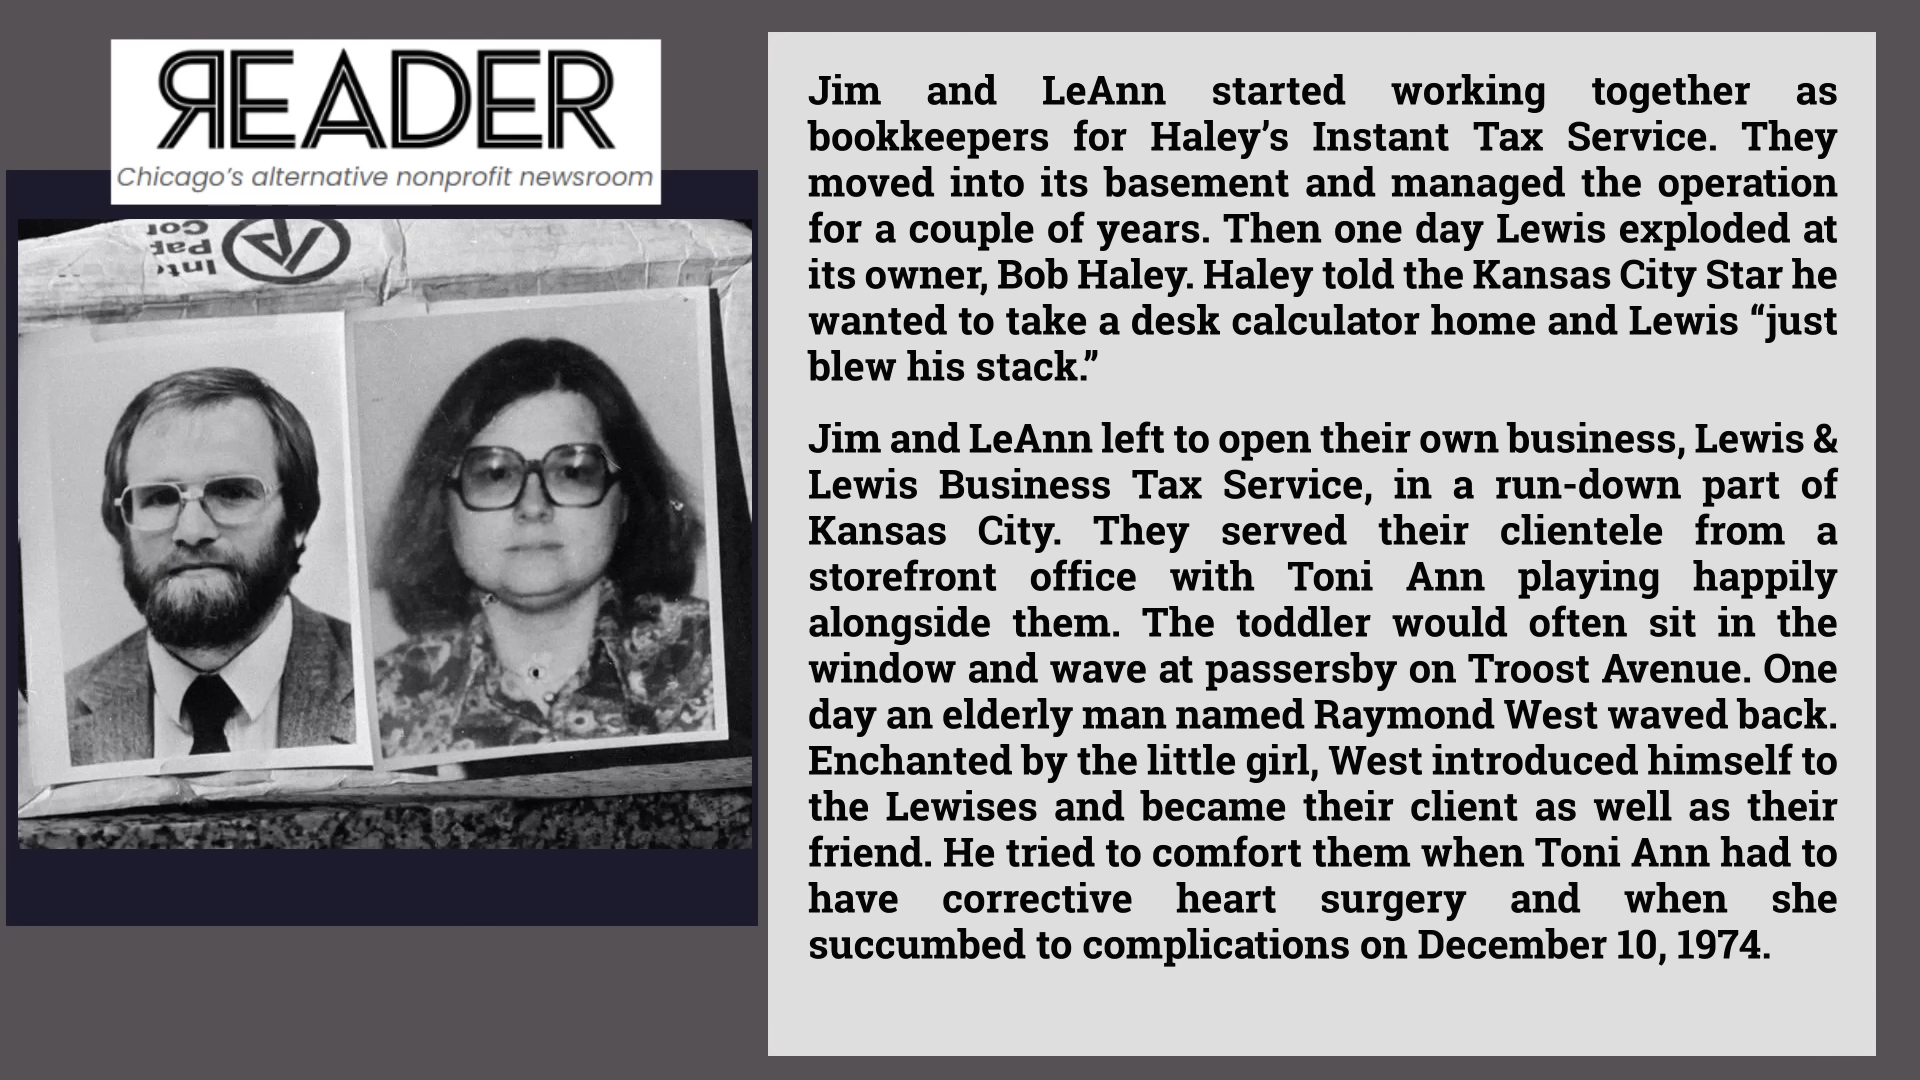 READER
Chicago's alternative nonprofit newsroom
Jim and LeAnn started working together as
bookkeepers for Haley’s Instant Tax Service. They
moved into its basement and managed the operation
for a couple of years. Then one day Lewis exploded at
its owner, Bob Haley. Haley told the Kansas City Star he
wanted to take a desk calculator home and Lewis “just
blew his stack.”
Jim and LeAnn left to open their own business, Lewis &
Lewis Business Tax Service, in a run-down part of
Kansas City. They served their clientele from a
storefront office with Toni Ann playing happily
alongside them. The toddler would often sit in the
window and wave at passersby on Troost Avenue. One
day an elderly man named Raymond West waved back.
Enchanted by the little girl, West introduced himself to
the Lewises and became their client as well as their
friend. He tried to comfort them when Toni Ann had to
have corrective heart surgery and when she
succumbed to complications on December 10, 1974.